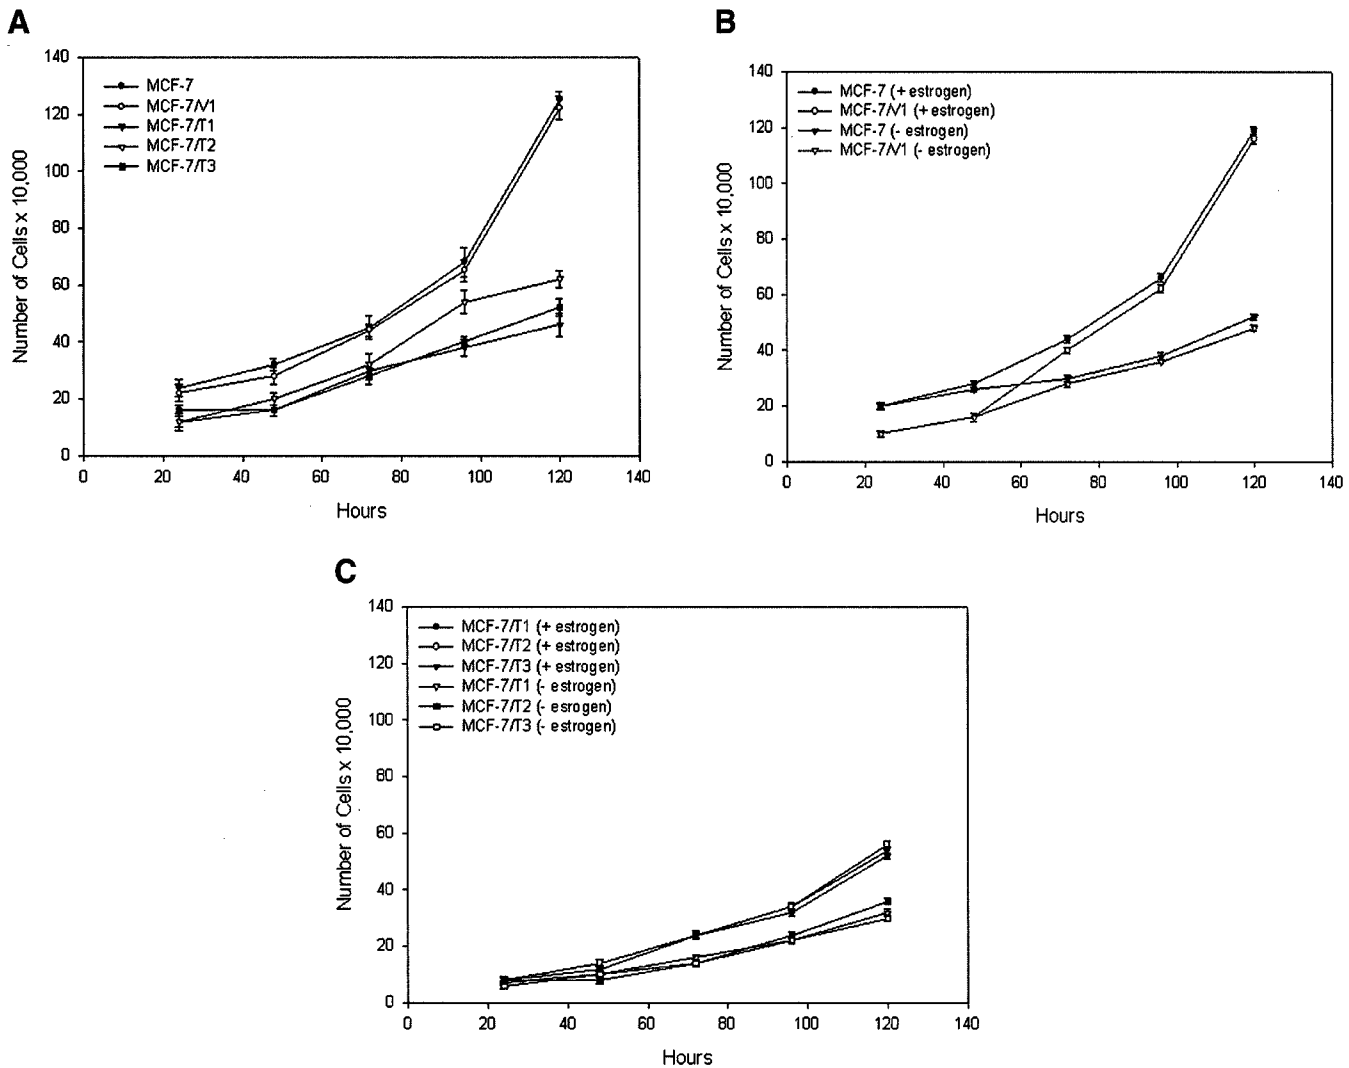 A
140
120
100
80
60
40
20
0
0 20 40 60 80 100 120 140
Number of Cells x 10,000
Hours
MCF-7
MCF-7/V1
MCF-7/T1
MCF-7/T2
MCF-7/T3
B
140
120
100
80
60
40
20
0
0 20 40 60 80 100 120 140
Number of Cells x 10,000
Hours
MCF-7 (+ estrogen)
MCF-7/V1 (+ estrogen)
MCF-7 (- estrogen)
MCF-7/V1 (- estrogen)
C
140
120
100
80
60
40
20
0
0 20 40 60 80 100 120 140
Number of Cells x 10,000
Hours
MCF-7/T1 (+ estrogen)
MCF-7/T2 (+ estrogen)
MCF-7/T3 (+ estrogen)
MCF-7/T1 (- estrogen)
MCF-7/T2 (- esrogen)
MCF-7/T3 (- estrogen)